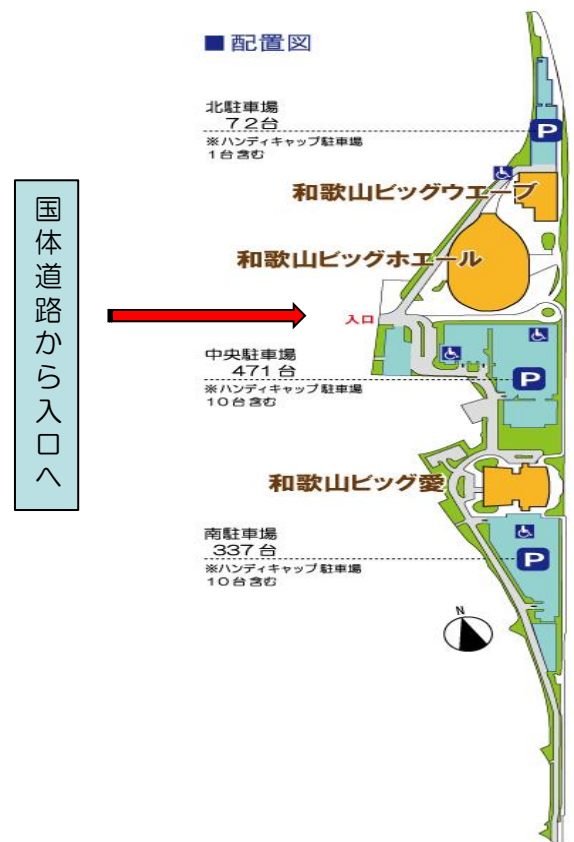 ■配置図
北駐車場
72台
※ハンディキャップ駐車場
1台含む
P
和歌山ビッグウエーブ
国体道路から入口へ
和歌山ビッグホエール
入口
中央駐車場
471台
※ハンディキャップ駐車場
10台含む
P
和歌山ビッグ愛
南駐車場
337台
※ハンディキャップ駐車場
10台含む
P
N